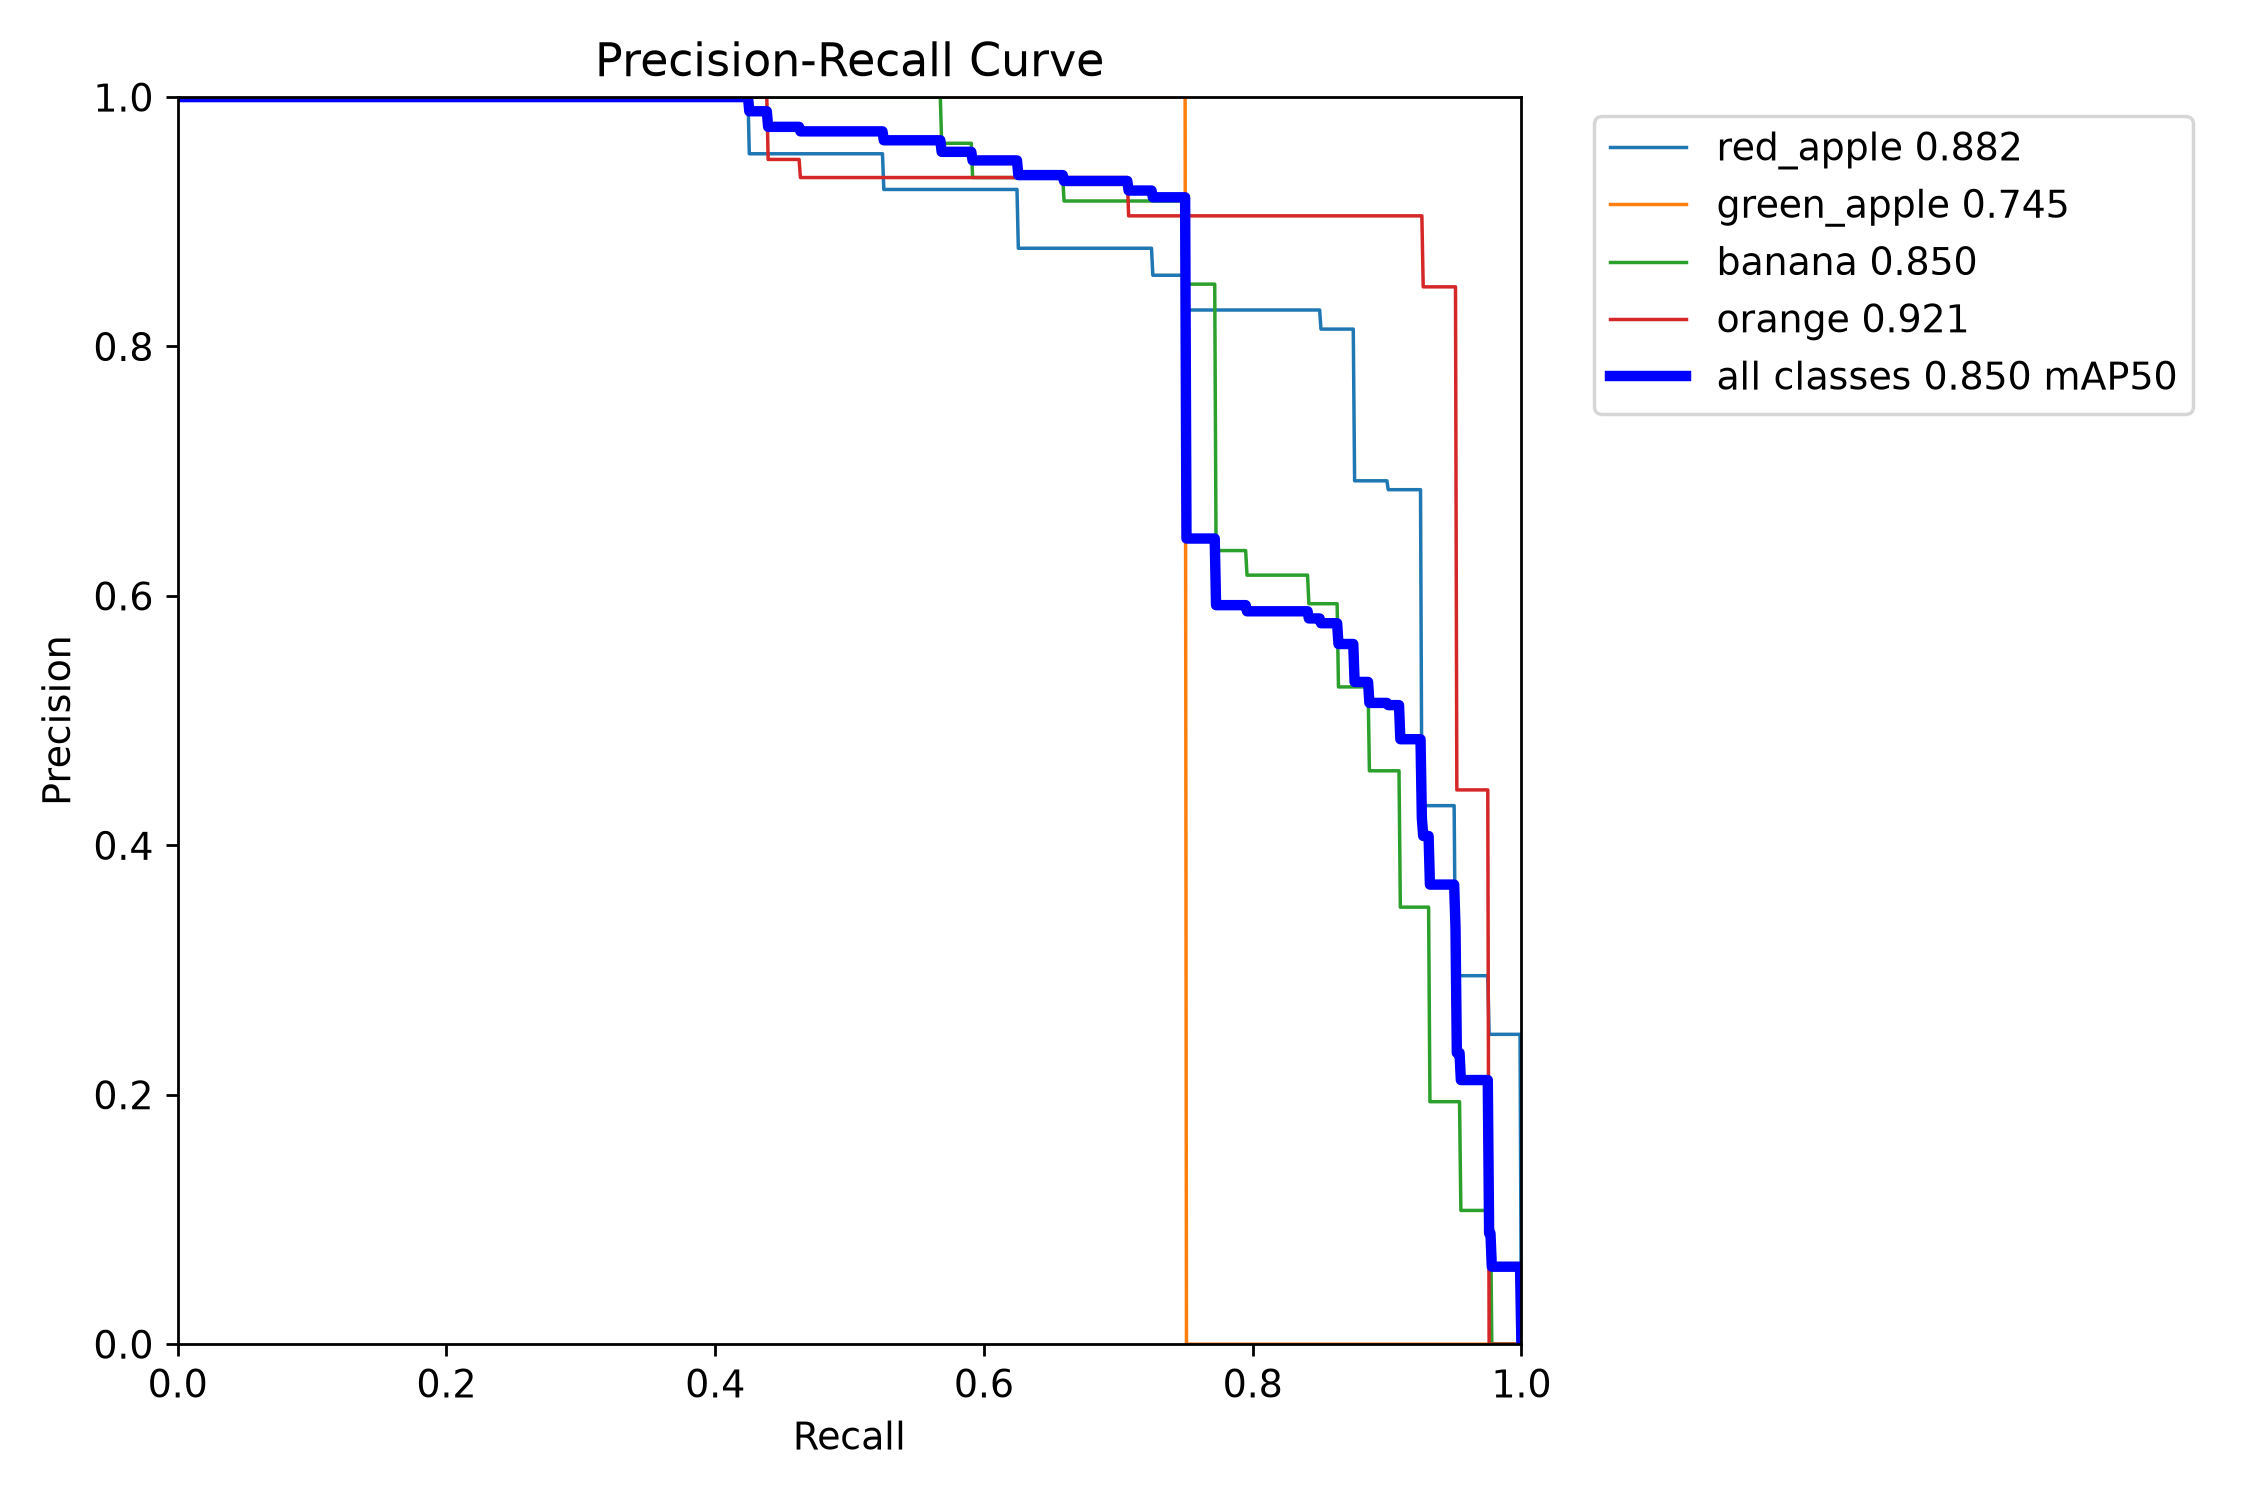 Precision-Recall Curve
1.0
0.8
0.6
0.4
0.2
0.0
Precision
0.0 0.2 0.4 0.6 0.8 1.0
Recall
red_apple 0.882
green_apple 0.745
banana 0.850
orange 0.921
all classes 0.850 mAP50